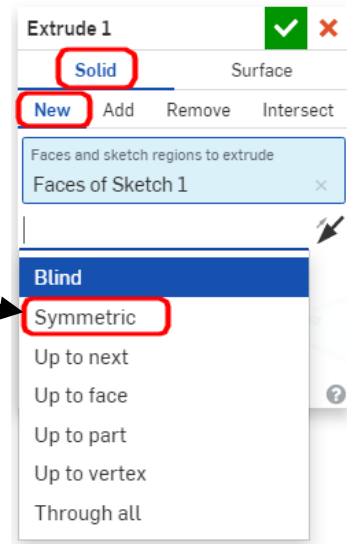 Extrude 1
Solid Surface
New Add Remove Intersect
Faces and sketch regions to extrude
Faces of Sketch 1
Blind
Symmetric
Up to next
Up to face
Up to part
Up to vertex
Through all